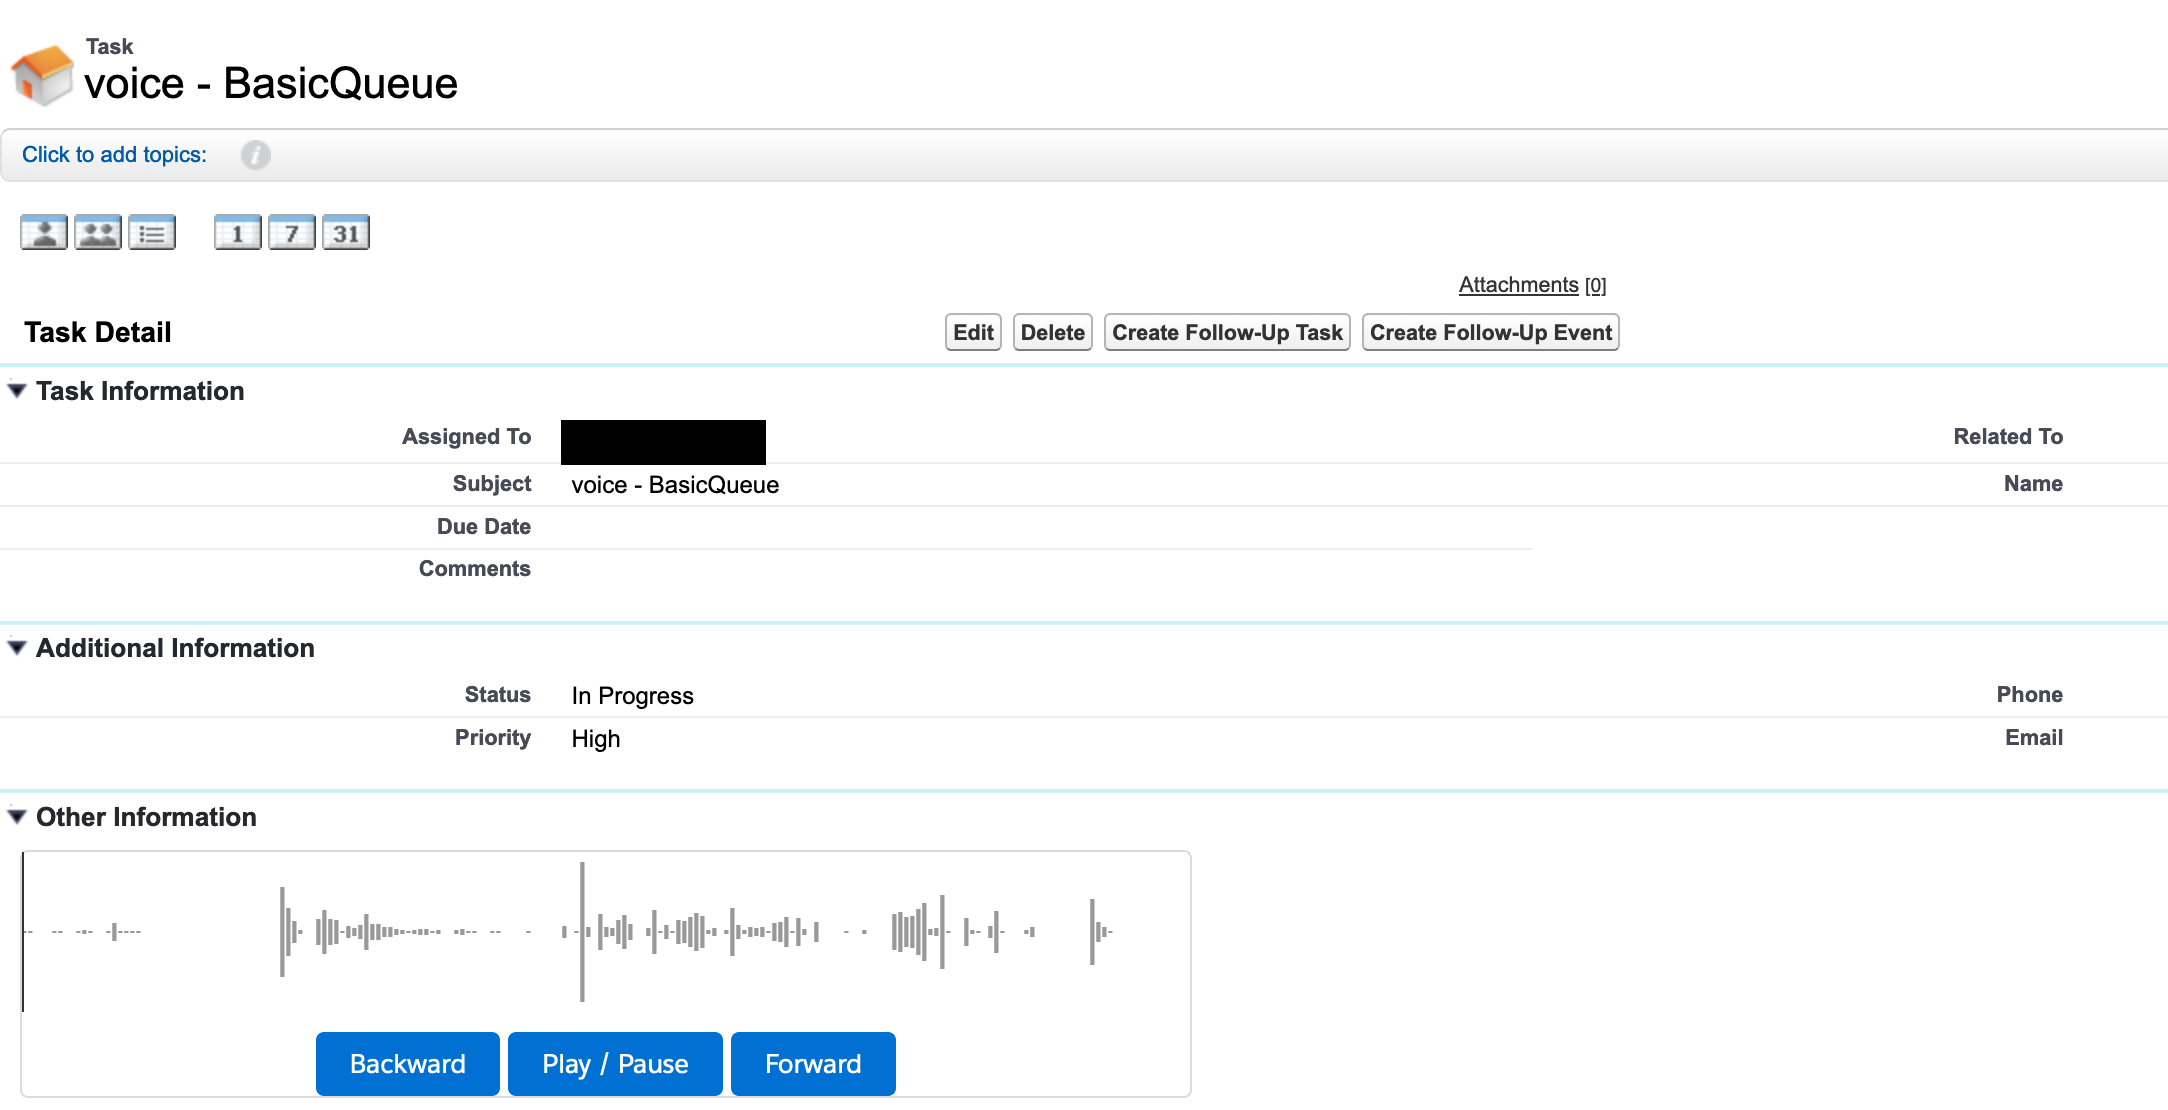 Task
voice - BasicQueue
Click to add topics:
i
1 7 31
Attachments [0]
Task Detail
Edit Delete Create Follow-Up Task Create Follow-Up Event
Task Information
Assigned To Related To
Subject voice - BasicQueue Name
Due Date
Comments
Additional Information
Status In Progress Phone
Priority High Email
Other Information
Backward Play / Pause Forward